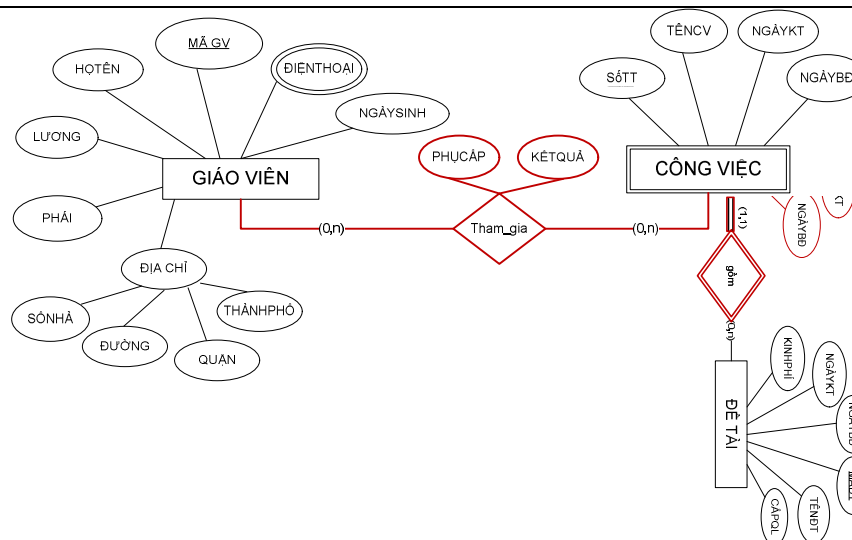 MÃ GV
HỌTÊN
ĐIỆNTHOẠI
NGÀYSINH
LƯƠNG
GIÁO VIÊN
PHÁI
ĐỊA CHỈ
SỐNHÀ
ĐƯỜNG
QUẬN
THÀNHPHỐ
PHỤCẤP
KẾTQUẢ
(0,n)
Tham_gia
(0,n)
TÊNCV
NGÀYKT
SốTT
NGÀYBĐ
CÔNG VIỆC
(1,1)
NGÀYBĐ
gồm
(0,n)
KINHPHÍ
NGÀYKT
ĐỀ TÀI
CẤPQL
TÊNĐT